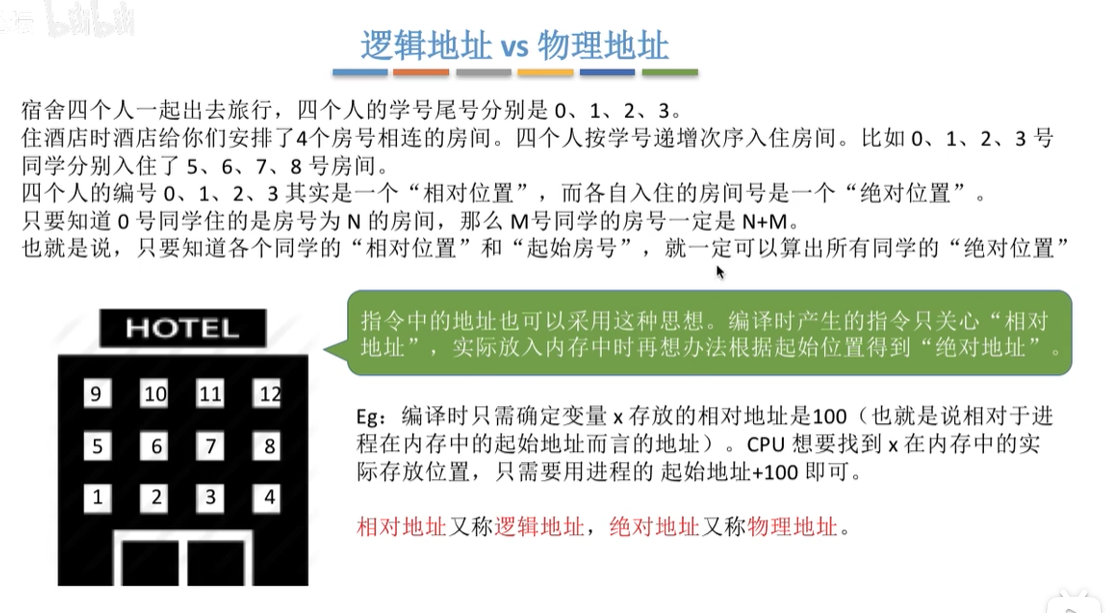 bilibili
逻辑地址 vs 物理地址
宿舍四个人一起出去旅行，四个人的学号尾号分别是 0、1、2、3。
住酒店时酒店给你们安排了4个房号相连的房间。四个人按学号递增次序入住房间。比如 0、1、2、3 号
同学分别入住了 5、6、7、8 号房间。
四个人的编号 0、1、2、3 其实是一个“相对位置”，而各自入住的房间号是一个“绝对位置”。
只要知道 0 号同学住的是房号为 N 的房间，那么 M号同学的房号一定是 N+M。
也就是说，只要知道各个同学的“相对位置”和“起始房号”，就一定可以算出所有同学的“绝对位置”
HOTEL
9 10 11 12
5 6 7 8
1 2 3 4
指令中的地址也可以采用这种思想。编译时产生的指令只关心“相对
地址”，实际放入内存中时再想办法根据起始位置得到“绝对地址”。
Eg：编译时只需确定变量 x 存放的相对地址是100（也就是说相对于进
程在内存中的起始地址而言的地址）。CPU 想要找到 x 在内存中的实
际存放位置，只需要用进程的 起始地址+100 即可。
相对地址又称逻辑地址，绝对地址又称物理地址。